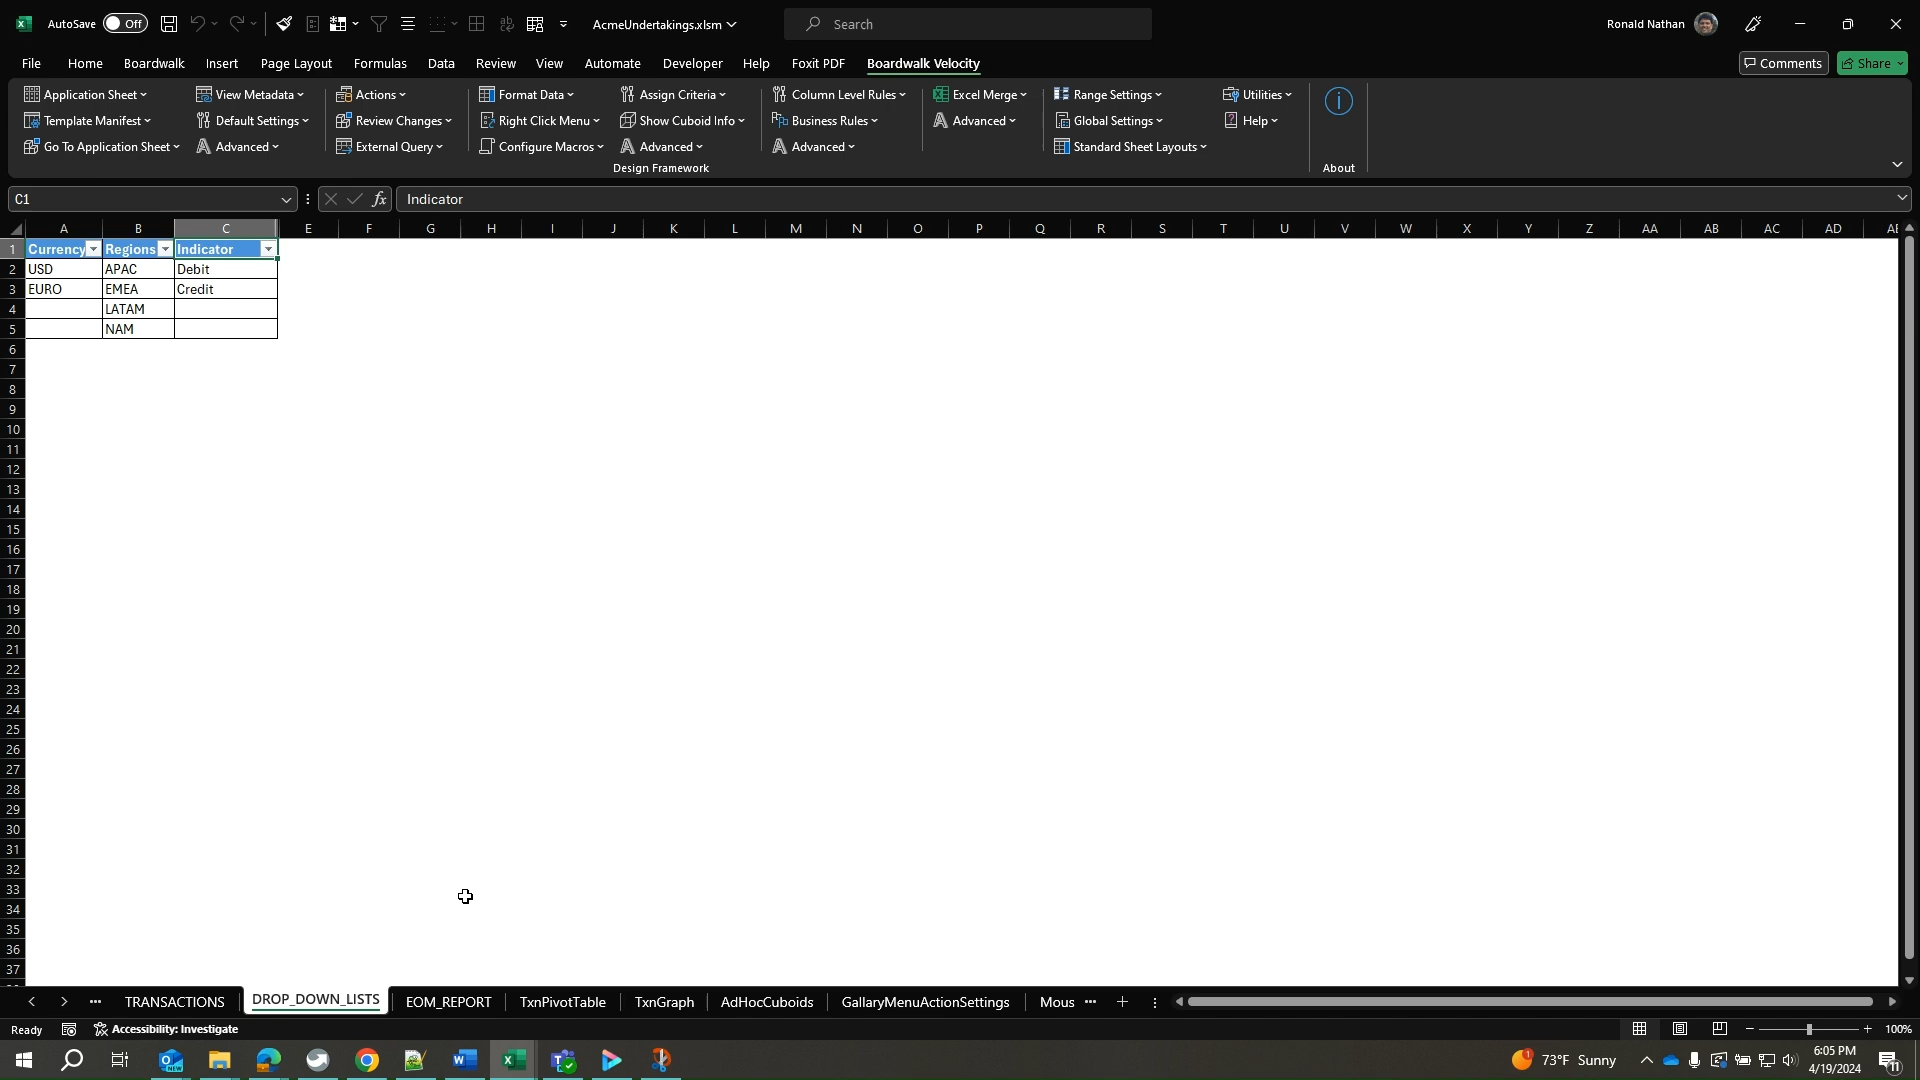 AutoSave Off AcmeUndertakings.xlsm Search Ronald Nathan
File Home Boardwalk Insert Page Layout Formulas Data Review View Automate Developer Help Foxit PDF Boardwalk Velocity Comments Share
Application Sheet View Metadata Actions Format Data Assign Criteria Column Level Rules Excel Merge Range Settings Utilities
Template Manifest Default Settings Review Changes Right Click Menu Show Cuboid Info Business Rules Advanced Global Settings Help
Go To Application Sheet Advanced External Query Configure Macros Advanced Advanced Standard Sheet Layouts
Design Framework About
C1 fx Indicator
A B C E F G H I J K L M N O P Q R S T U V W X Y Z AA AB AC AD AE
1 Currency Regions Indicator
2 USD APAC Debit
3 EURO EMEA Credit
4 LATAM
5 NAM
6
7
8
9
10
11
12
13
14
15
16
17
18
19
20
21
22
23
24
25
26
27
28
29
30
31
32
33
34
35
36
37
TRANSACTIONS DROP_DOWN_LISTS EOM_REPORT TxnPivotTable TxnGraph AdHocCuboids GallaryMenuActionSettings Mous
Ready Accessibility: Investigate 100%
NEW 1 73°F Sunny 6:05 PM
4/19/2024 11